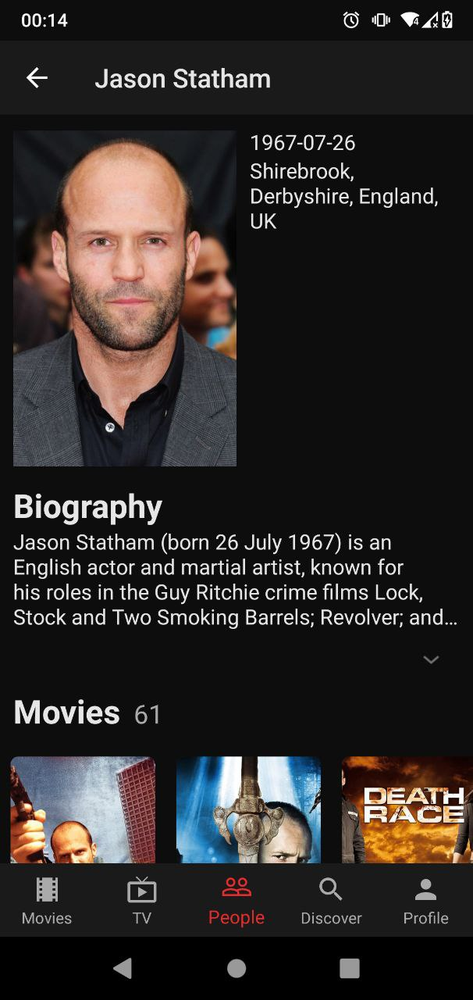 00:14
4
Jason Statham
1967-07-26
Shirebrook,
Derbyshire, England,
UK
Biography
Jason Statham (born 26 July 1967) is an
English actor and martial artist, known for
his roles in the Guy Ritchie crime films Lock,
Stock and Two Smoking Barrels; Revolver; and...
Movies 61
DEATH
RACE
Movies
TV
People
Discover
Profile